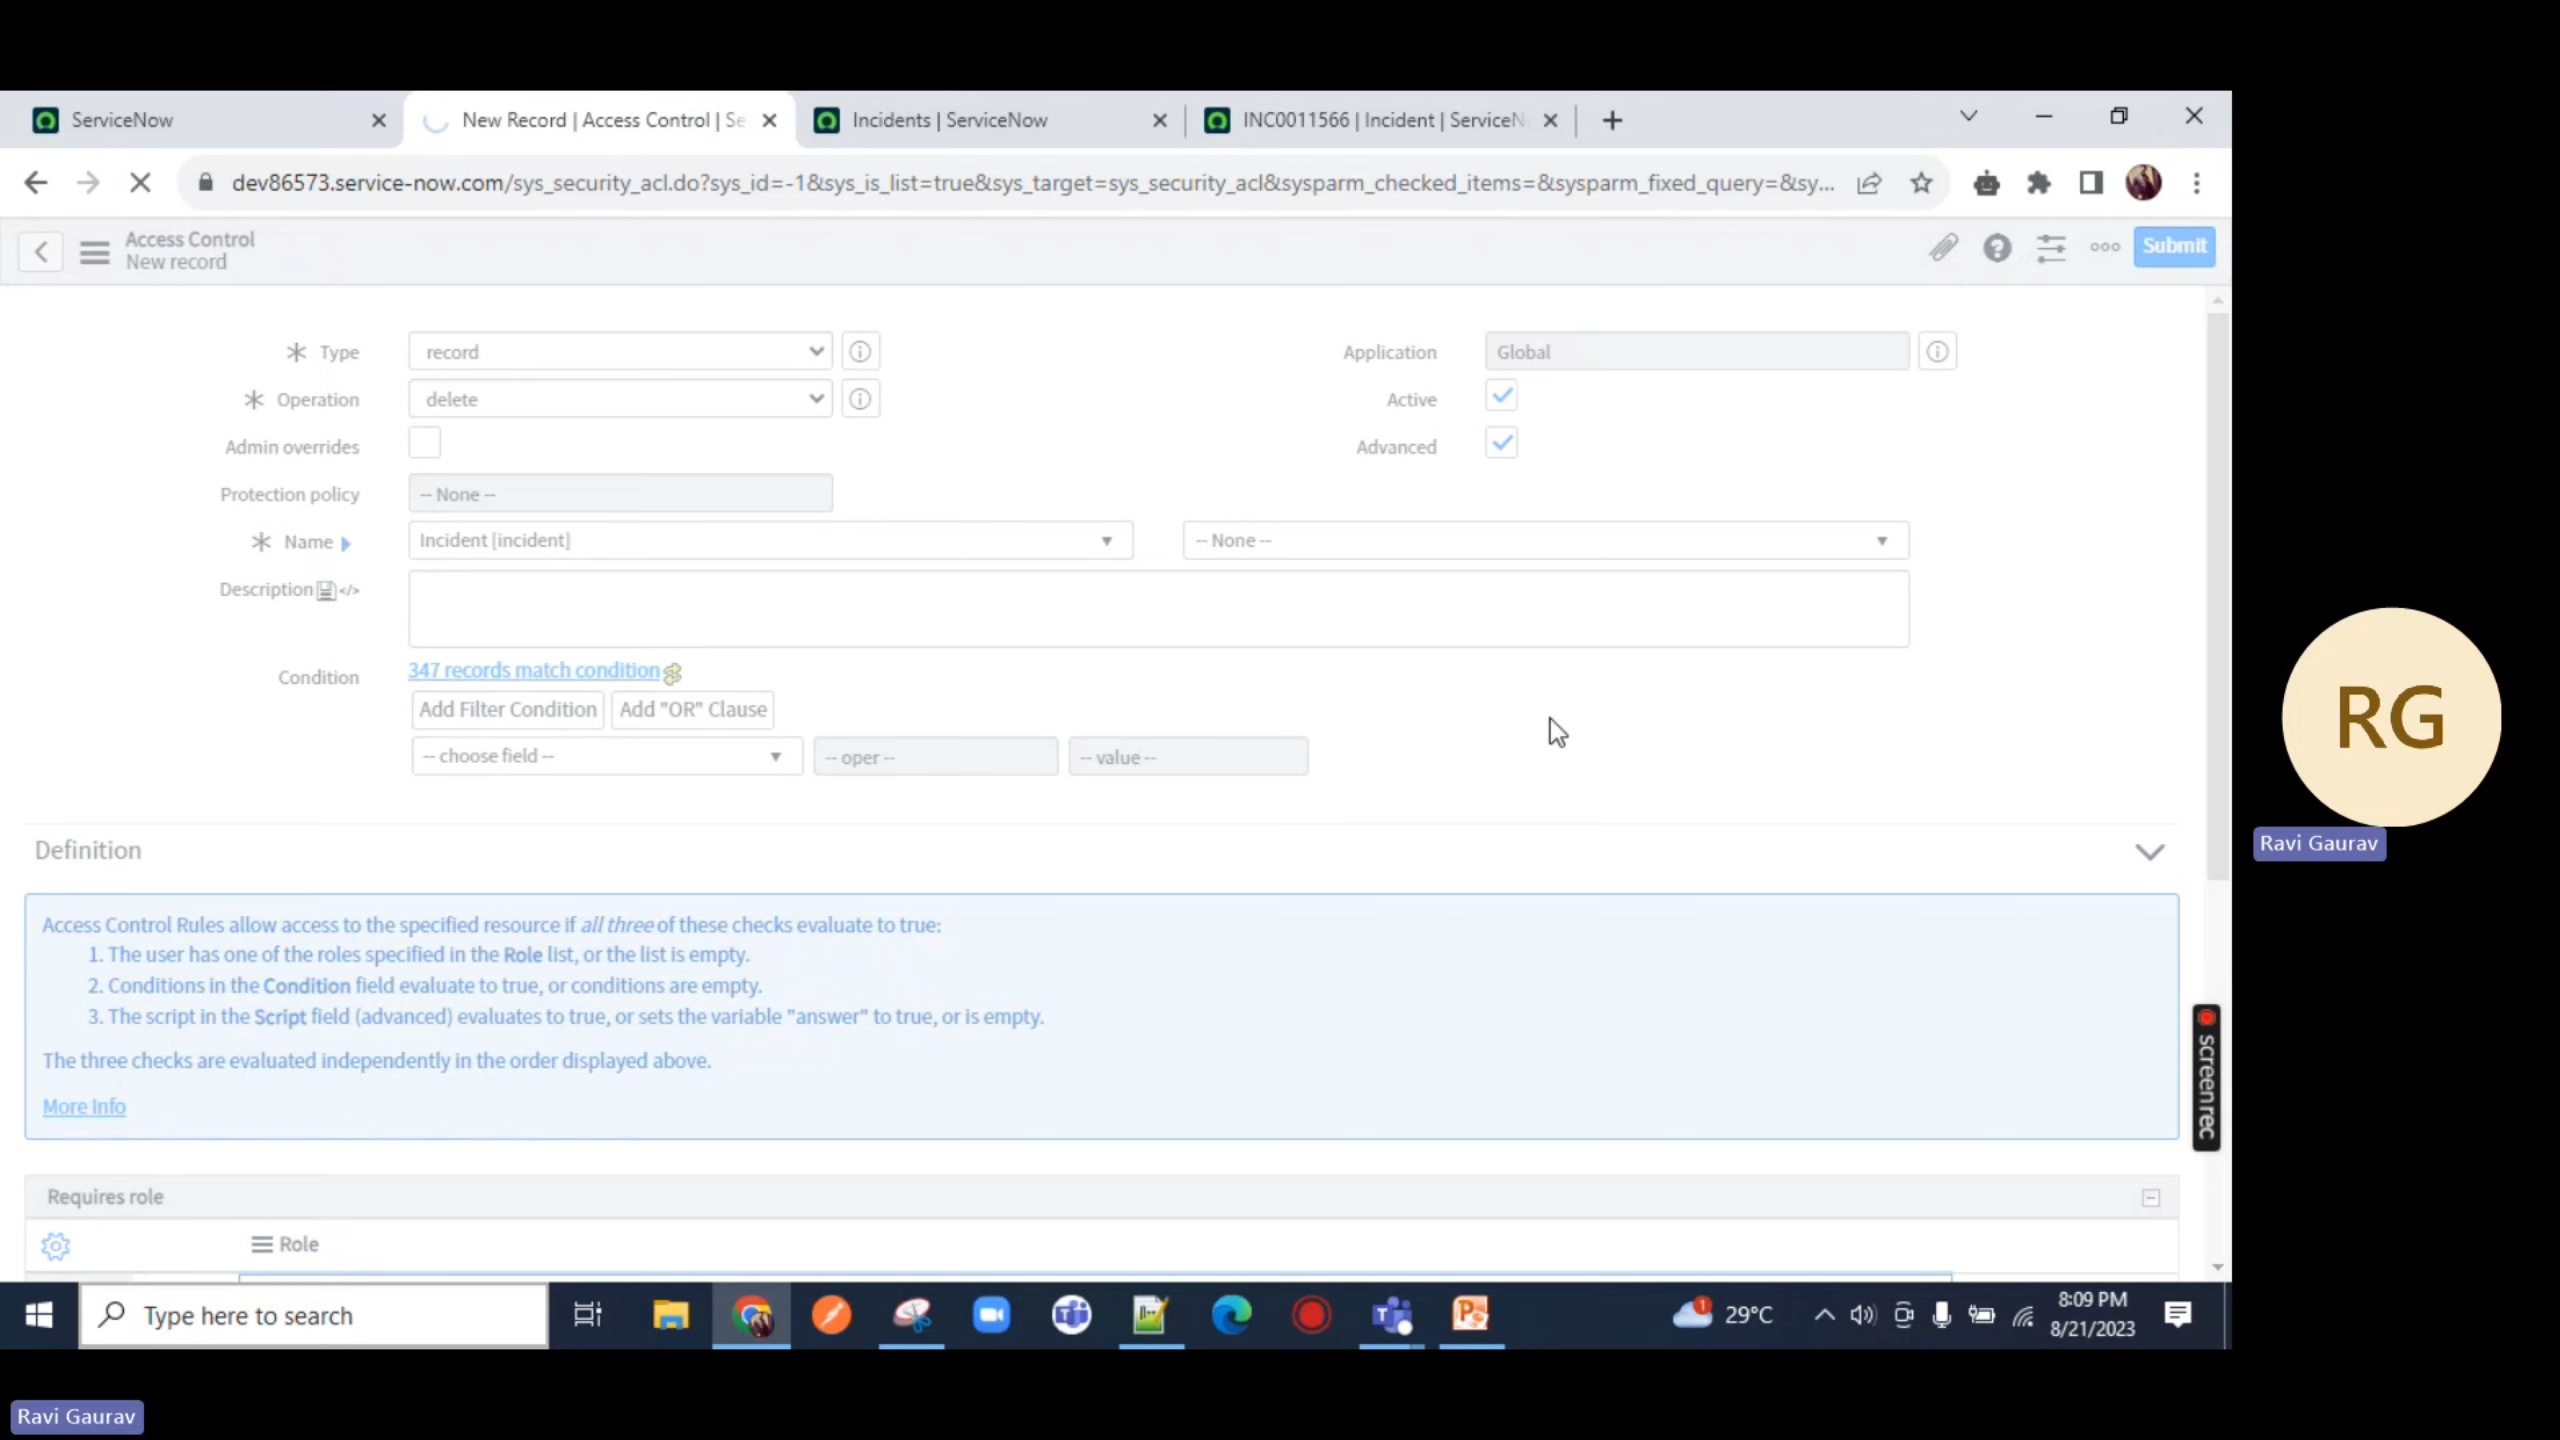 ServiceNow
New Record | Access Control | Se
Incidents | ServiceNow
INC0011566 | Incident | ServiceN
dev86573.service-now.com/sys_security_acl.do?sys_id=-1&sys_is_list=true&sys_target=sys_security_acl&sysparm_checked_items=&sysparm_fixed_query=&sy...
Access Control
New record
Submit
Type
record
Application
Global
Operation
delete
Active
Admin overrides
Advanced
Protection policy
-- None --
Name
Incident [incident]
-- None --
Description
Condition
347 records match condition
Add Filter Condition
Add "OR" Clause
-- choose field --
-- oper --
-- value --
Definition
Access Control Rules allow access to the specified resource if all three of these checks evaluate to true:
1. The user has one of the roles specified in the Role list, or the list is empty.
2. Conditions in the Condition field evaluate to true, or conditions are empty.
3. The script in the Script field (advanced) evaluates to true, or sets the variable "answer" to true, or is empty.
The three checks are evaluated independently in the order displayed above.
More Info
Requires role
Role
screenrec
RG
Ravi Gaurav
Type here to search
1
29°C
8:09 PM
8/21/2023
Ravi Gaurav